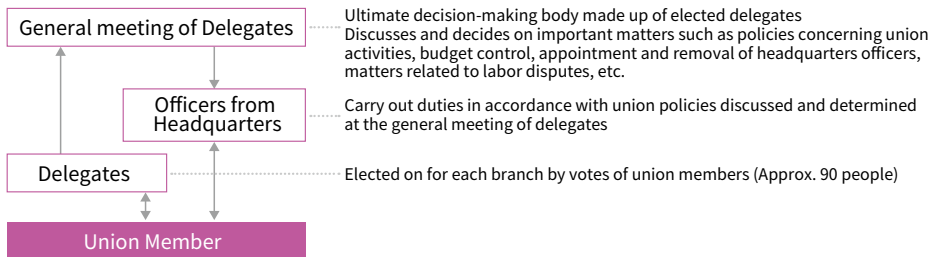 General meeting of Delegates
Ultimate decision-making body made up of elected delegates
Discusses and decides on important matters such as policies concerning union
activities, budget control, appointment and removal of headquarters officers,
matters related to labor disputes, etc.
Officers from
Headquarters
Carry out duties in accordance with union policies discussed and determined
at the general meeting of delegates
Delegates
Elected on for each branch by votes of union members (Approx. 90 people)
Union Member